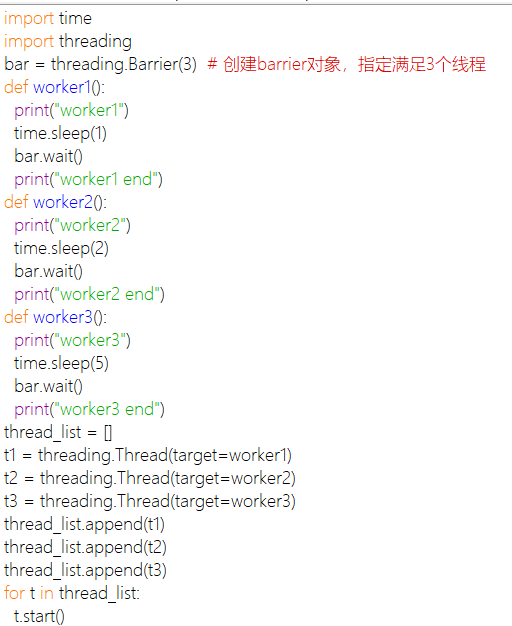 import time
import threading
bar = threading.Barrier(3)  # 创建barrier对象，指定满足3个线程
def worker1():
  print("worker1")
  time.sleep(1)
  bar.wait()
  print("worker1 end")
def worker2():
  print("worker2")
  time.sleep(2)
  bar.wait()
  print("worker2 end")
def worker3():
  print("worker3")
  time.sleep(5)
  bar.wait()
  print("worker3 end")
thread_list = []
t1 = threading.Thread(target=worker1)
t2 = threading.Thread(target=worker2)
t3 = threading.Thread(target=worker3)
thread_list.append(t1)
thread_list.append(t2)
thread_list.append(t3)
for t in thread_list:
  t.start()